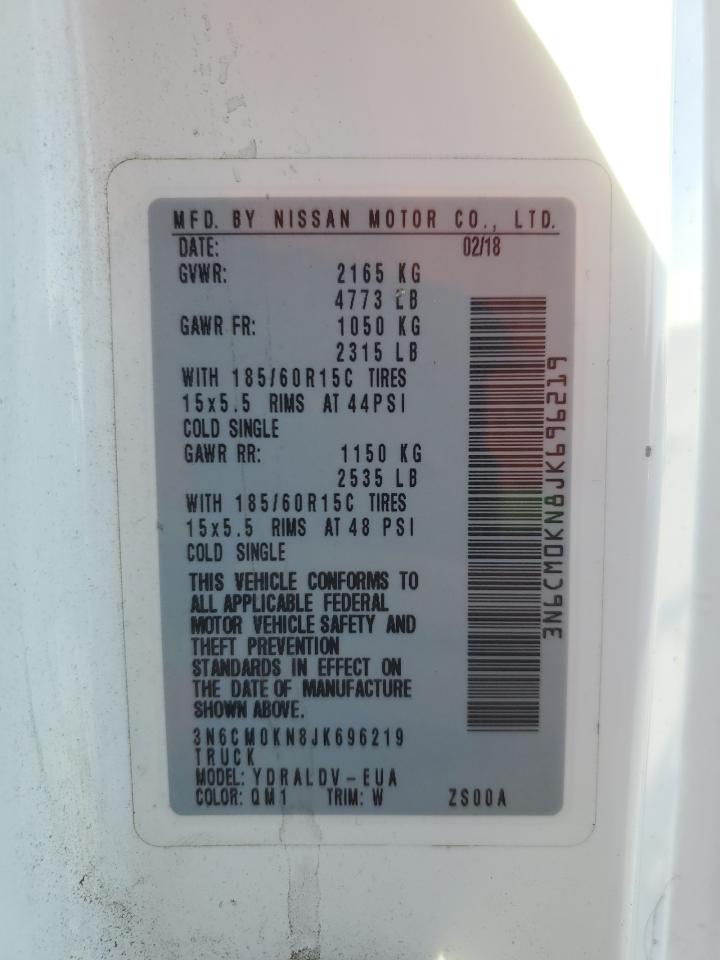 MFD. BY NISSAN MOTOR CO., LTD.
DATE: 02/18
GVWR: 2165 KG
4773 LB
GAWR FR: 1050 KG
2315 LB
WITH 185/60R15C TIRES
15x5.5 RIMS AT 44PSI
COLD SINGLE
GAWR RR: 1150 KG
2535 LB
WITH 185/60R15C TIRES
15x5.5 RIMS AT 48 PSI
COLD SINGLE
THIS VEHICLE CONFORMS TO
ALL APPLICABLE FEDERAL
MOTOR VEHICLE SAFETY AND
THEFT PREVENTION
STANDARDS IN EFFECT ON
THE DATE OF MANUFACTURE
SHOWN ABOVE.
3N6CM0KN8JK696219
TRUCK
MODEL: YDRALDV-EUA
COLOR: QM1 TRIM: W ZS00A
3N6CM0KN8JK696219